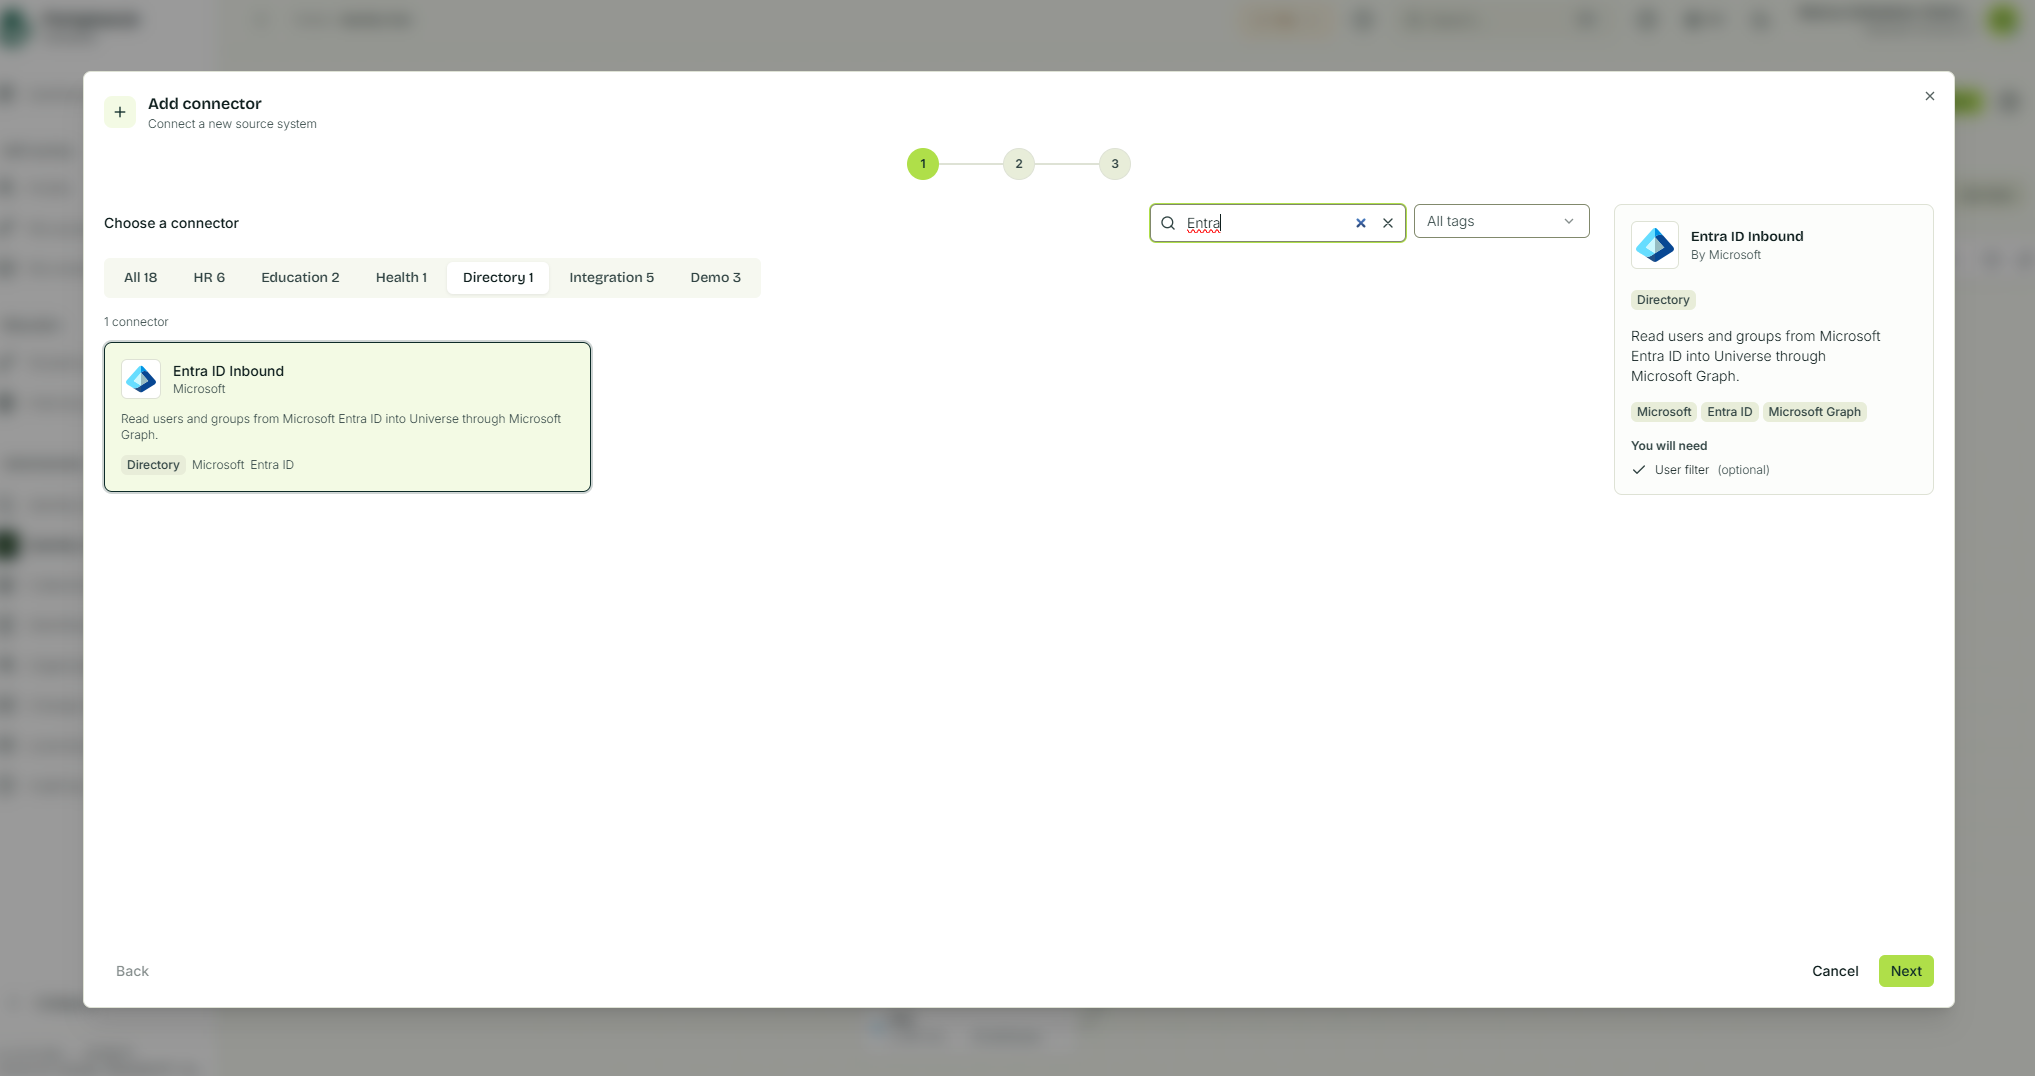 Add connector
Connect a new source system
1
2
3
Choose a connector
Entra
All tags
All 18
HR 6
Education 2
Health 1
Directory 1
Integration 5
Demo 3
1 connector
Entra ID Inbound
Microsoft
Read users and groups from Microsoft Entra ID into Universe through Microsoft
Graph.
Directory Microsoft Entra ID
Entra ID Inbound
By Microsoft
Directory
Read users and groups from Microsoft
Entra ID into Universe through
Microsoft Graph.
Microsoft Entra ID Microsoft Graph
You will need
User filter (optional)
Back
Cancel
Next